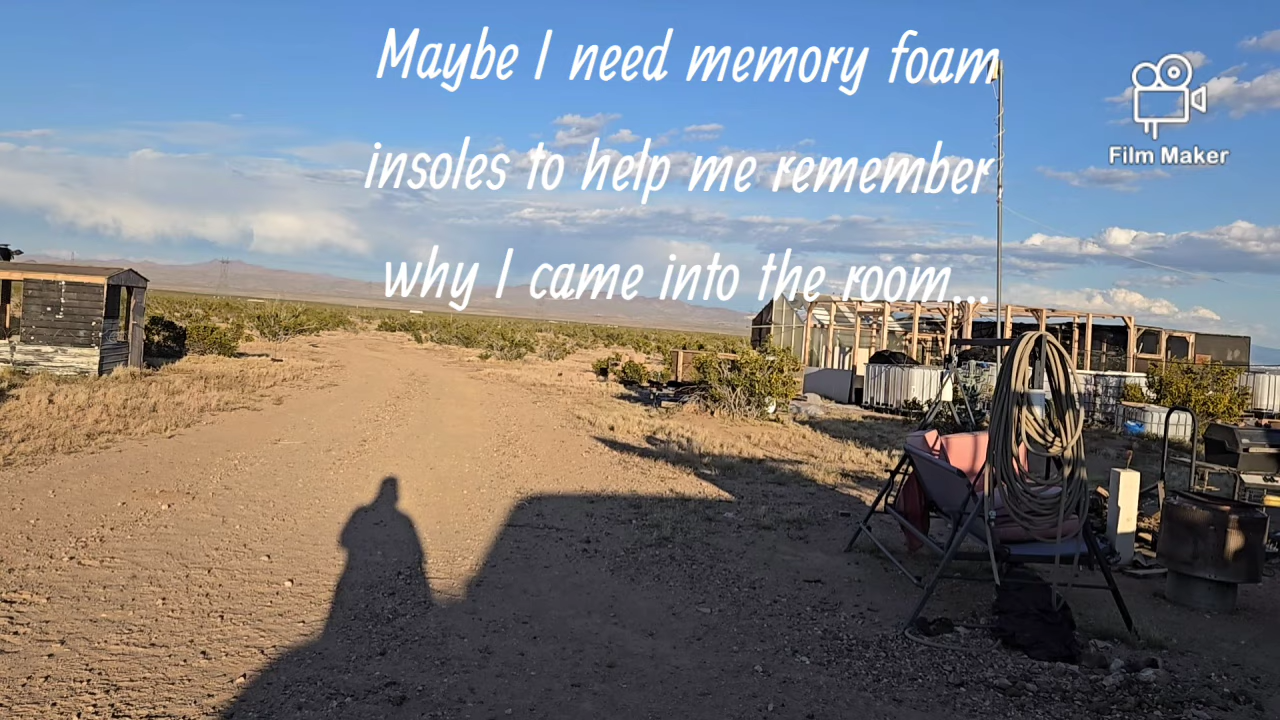 Maybe I need memory foam
insoles to help me remember
why I came into the room...
Film Maker